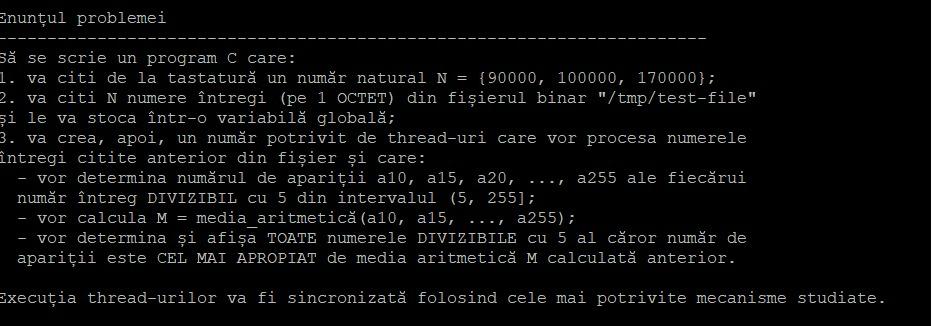 Enunțul problemei
-----------------------------------------------------------------------
Să se scrie un program C care:
1. va citi de la tastatură un număr natural N = {90000, 100000, 170000};
2. va citi N numere întregi (pe 1 OCTET) din fișierul binar "/tmp/test-file"
și le va stoca într-o variabilă globală;
3. va crea, apoi, un număr potrivit de thread-uri care vor procesa numerele
întregi citite anterior din fișier și care:
- vor determina numărul de apariții a10, a15, a20, ..., a255 ale fiecărui
număr întreg DIVIZIBIL cu 5 din intervalul (5, 255];
- vor calcula M = media_aritmetică(a10, a15, ..., a255);
- vor determina și afișa TOATE numerele DIVIZIBILE cu 5 al căror număr de
apariții este CEL MAI APROPIAT de media aritmetică M calculată anterior.
Execuția thread-urilor va fi sincronizată folosind cele mai potrivite mecanisme studiate.